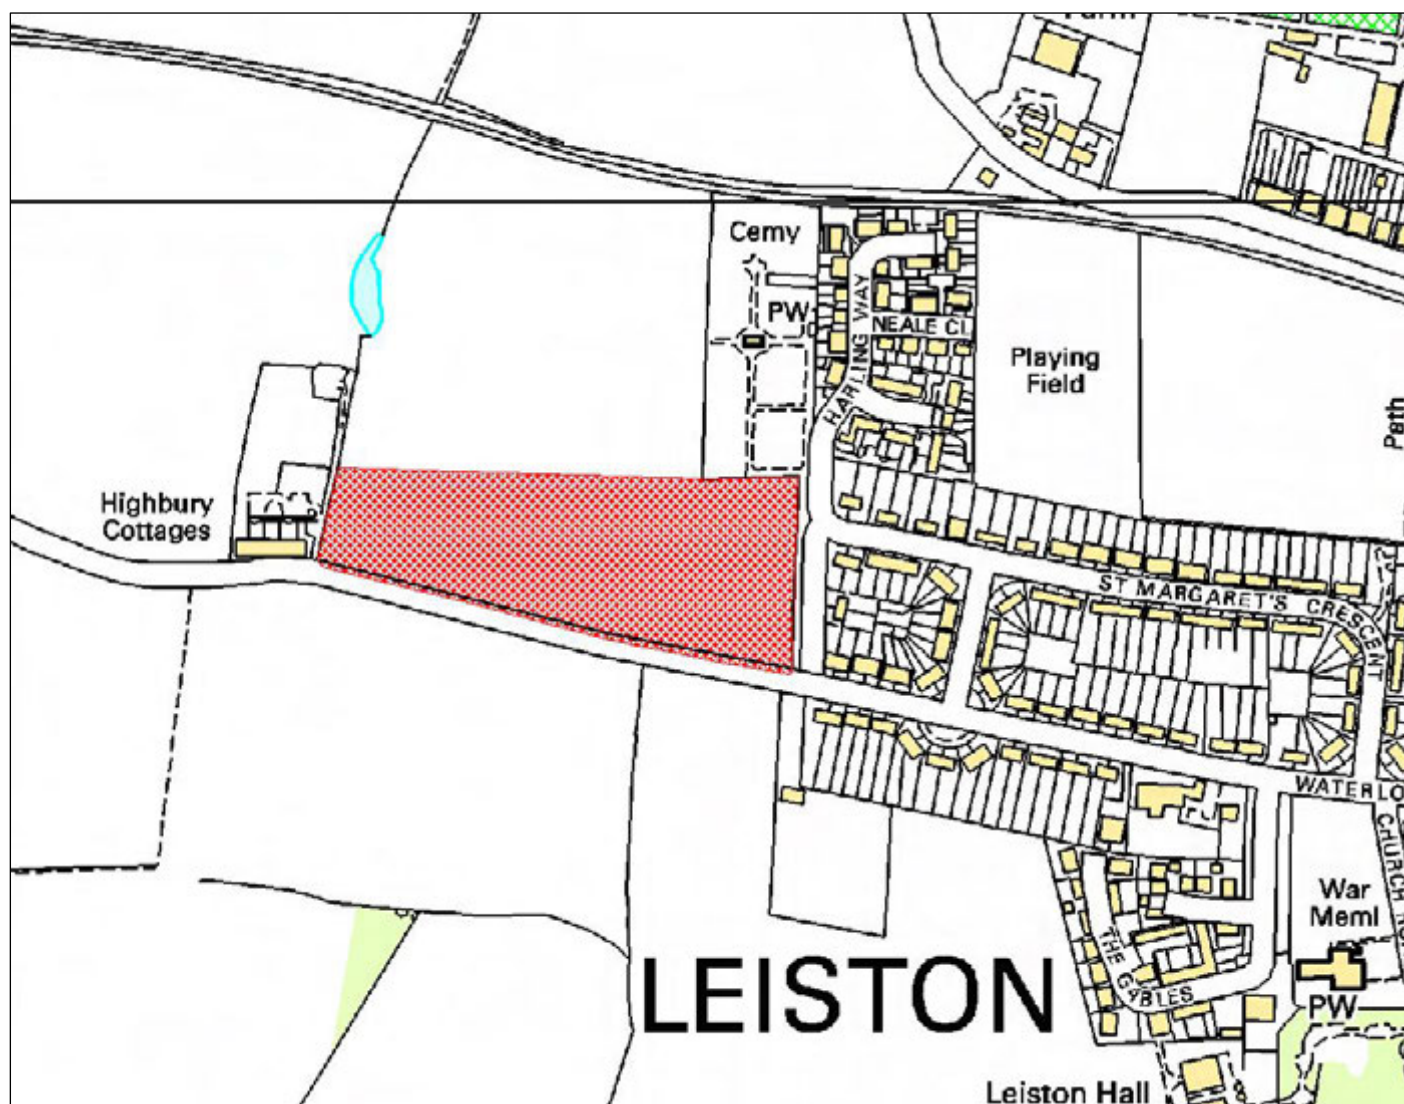 Farm
Cemy
PW
HARLING WAY
NEALE CL
Playing
Field
Path
Highbury
Cottages
ST MARGARET'S CRESCENT
WATERLO
CHURCH
War
Meml
THE GABLES
LEISTON
PW
Leiston Hall